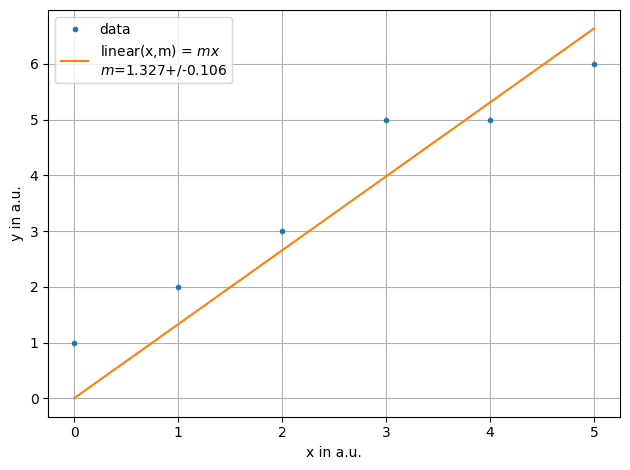 data
linear(x,m) = mx
m=1.327+/-0.106
y in a.u.
6
5
4
3
2
1
0
0 1 2 3 4 5
x in a.u.